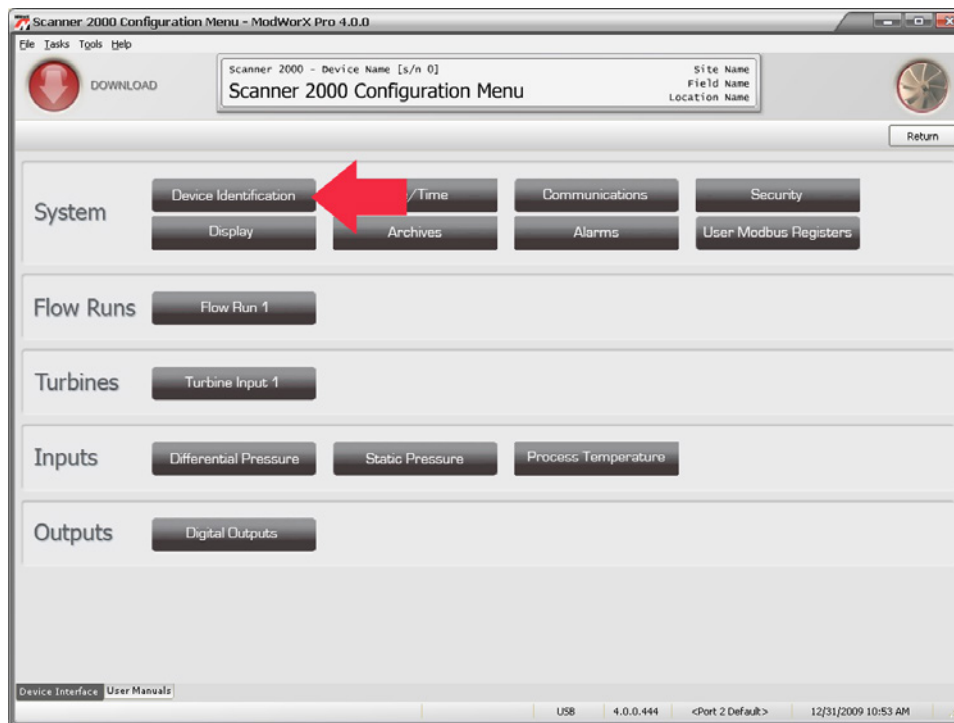 Scanner 2000 Configuration Menu - ModWorX Pro 4.0.0
File Tasks Tools Help
DOWNLOAD
Scanner 2000 - Device Name [s/n 0]
Scanner 2000 Configuration Menu
Site Name
Field Name
Location Name
Return
System
Device Identification
/Time
Communications
Security
Display
Archives
Alarms
User Modbus Registers
Flow Runs
Flow Run 1
Turbines
Turbine Input 1
Inputs
Differential Pressure
Static Pressure
Process Temperature
Outputs
Digital Outputs
Device Interface User Manuals
USB 4.0.0.444 <Port 2 Default> 12/31/2009 10:53 AM